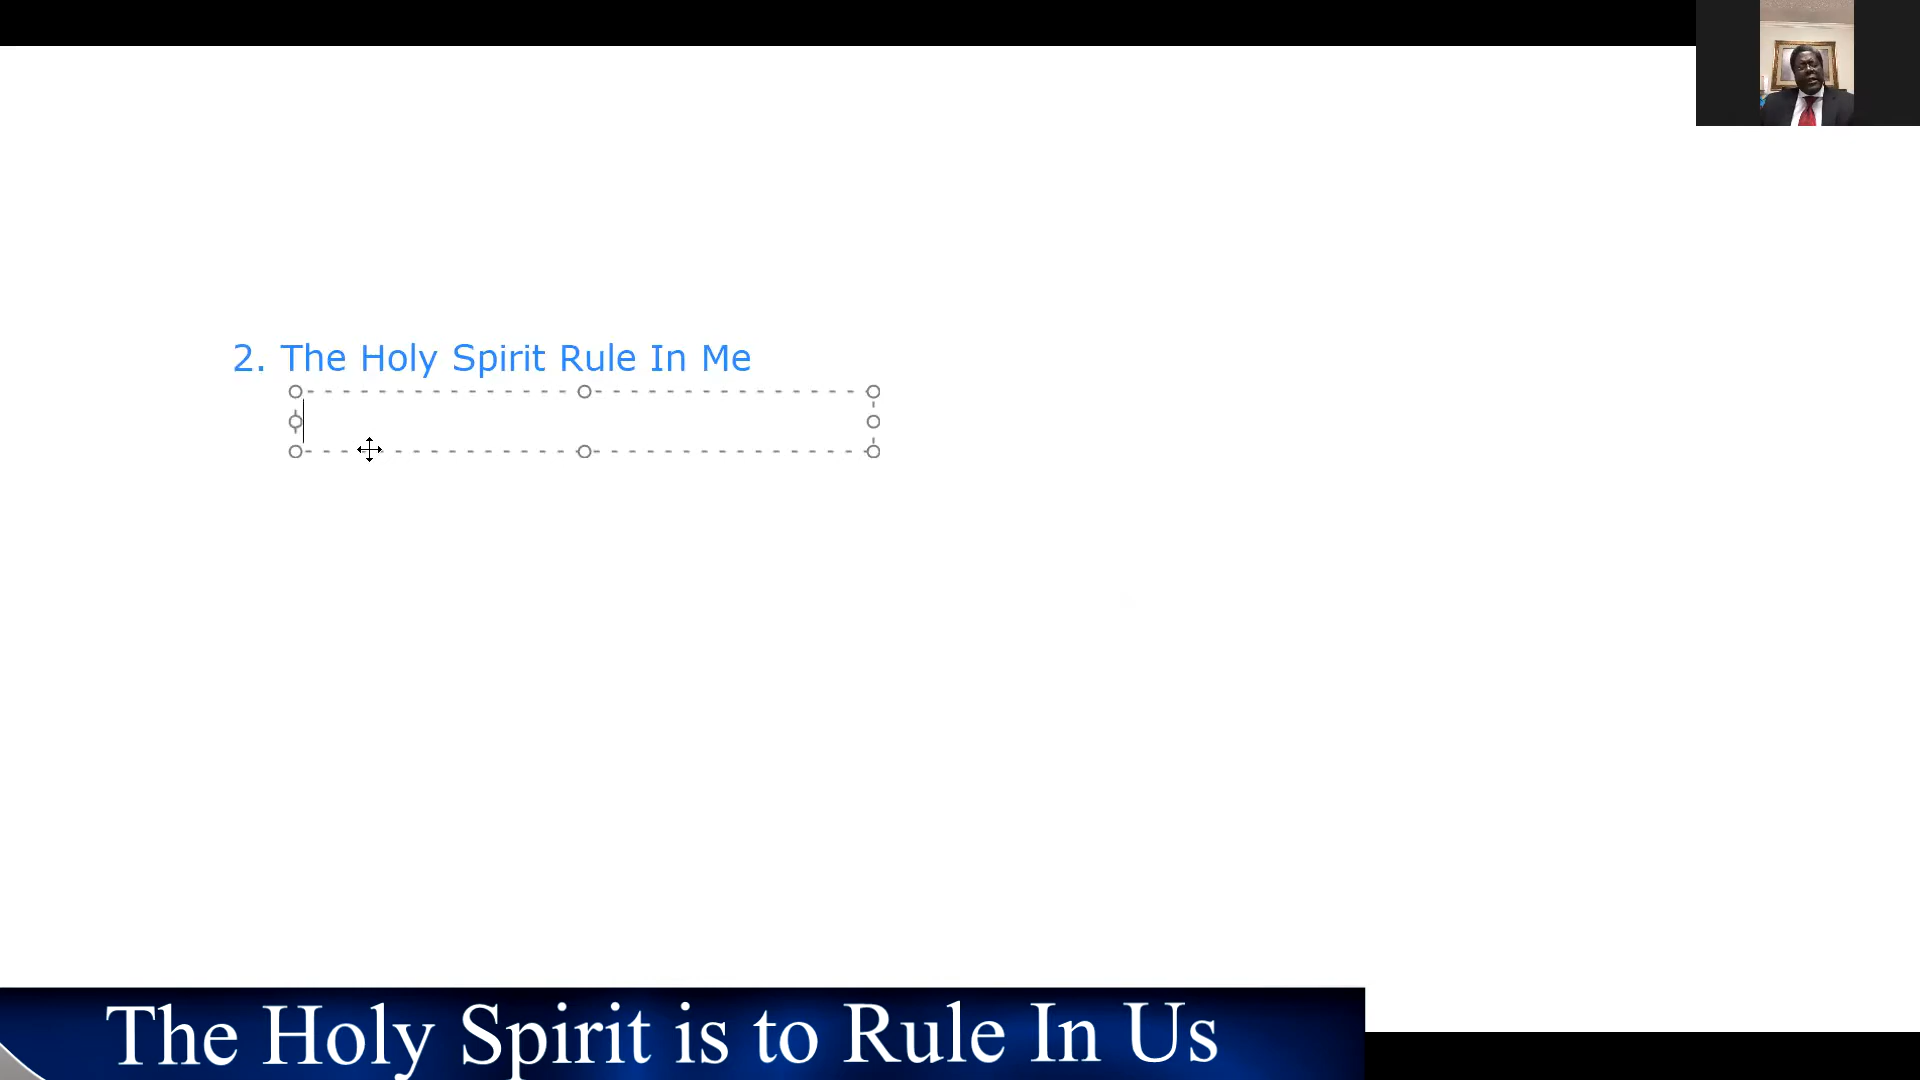 2. The Holy Spirit Rule In Me
The Holy Spirit is to Rule In Us